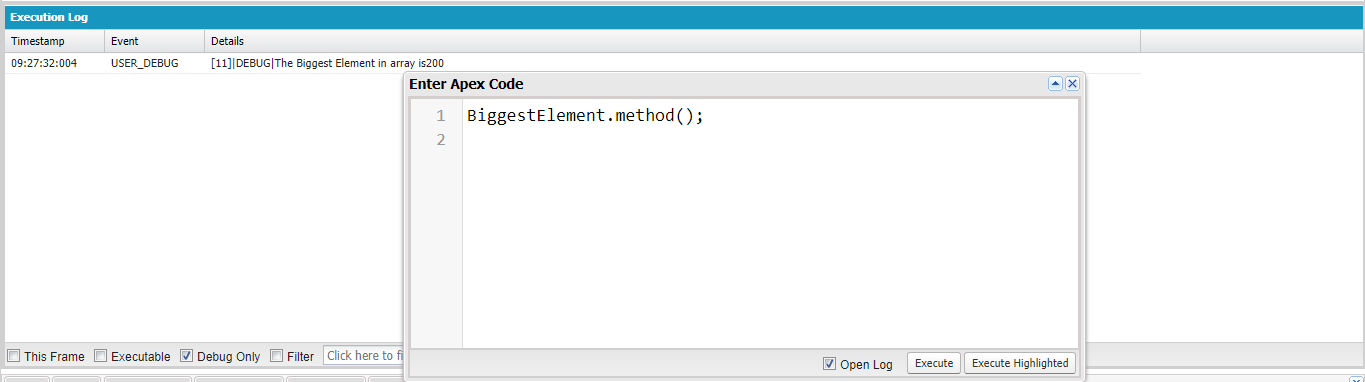 Execution Log
Timestamp Event Details
09:27:32:004 USER_DEBUG [11]|DEBUG|The Biggest Element in array is200
Enter Apex Code
1 BiggestElement.method();
2
This Frame Executable Debug Only Filter Click here to fi
Open Log Execute Execute Highlighted